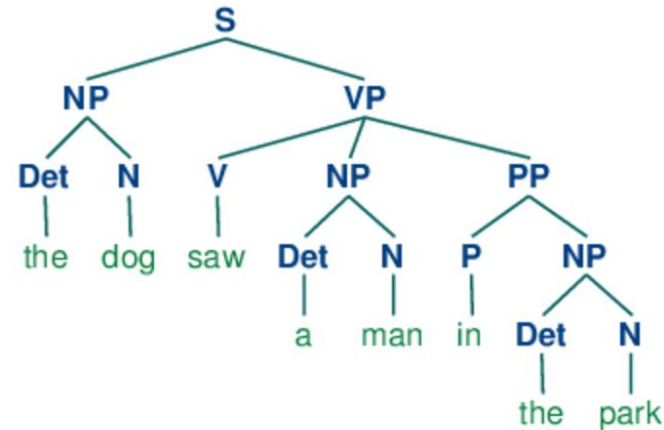 S
NP VP
Det N V NP PP
the dog saw Det N P NP
a man in Det N
the park